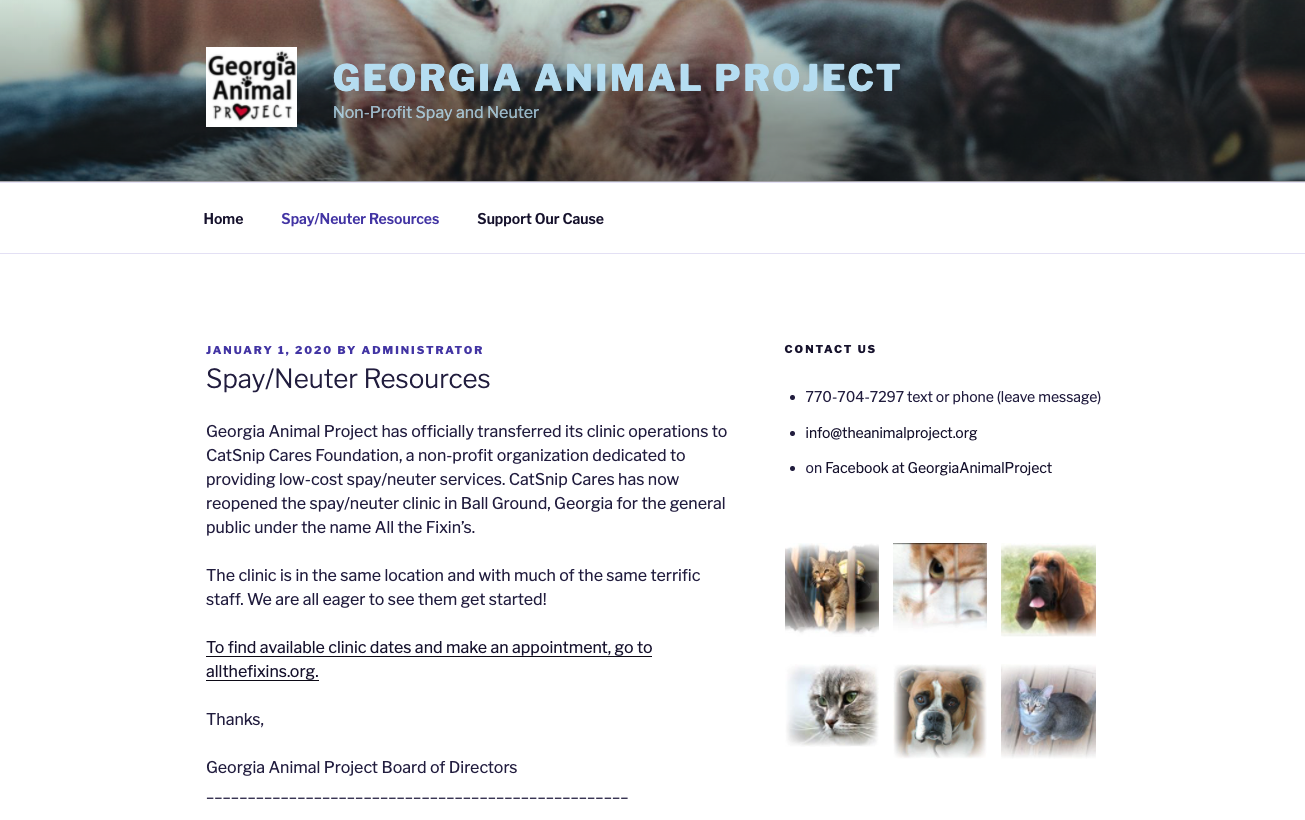 Georgia
Animal
PROJECT
GEORGIA ANIMAL PROJECT
Non-Profit Spay and Neuter
Home
Spay/Neuter Resources
Support Our Cause
JANUARY 1, 2020 BY ADMINISTRATOR
Spay/Neuter Resources
Georgia Animal Project has officially transferred its clinic operations to
CatSnip Cares Foundation, a non-profit organization dedicated to
providing low-cost spay/neuter services. CatSnip Cares has now
reopened the spay/neuter clinic in Ball Ground, Georgia for the general
public under the name All the Fixin’s.
The clinic is in the same location and with much of the same terrific
staff. We are all eager to see them get started!
To find available clinic dates and make an appointment, go to
allthefixins.org.
Thanks,
Georgia Animal Project Board of Directors
___________________________________________________
CONTACT US
• 770-704-7297 text or phone (leave message)
• info@theanimalproject.org
• on Facebook at GeorgiaAnimalProject